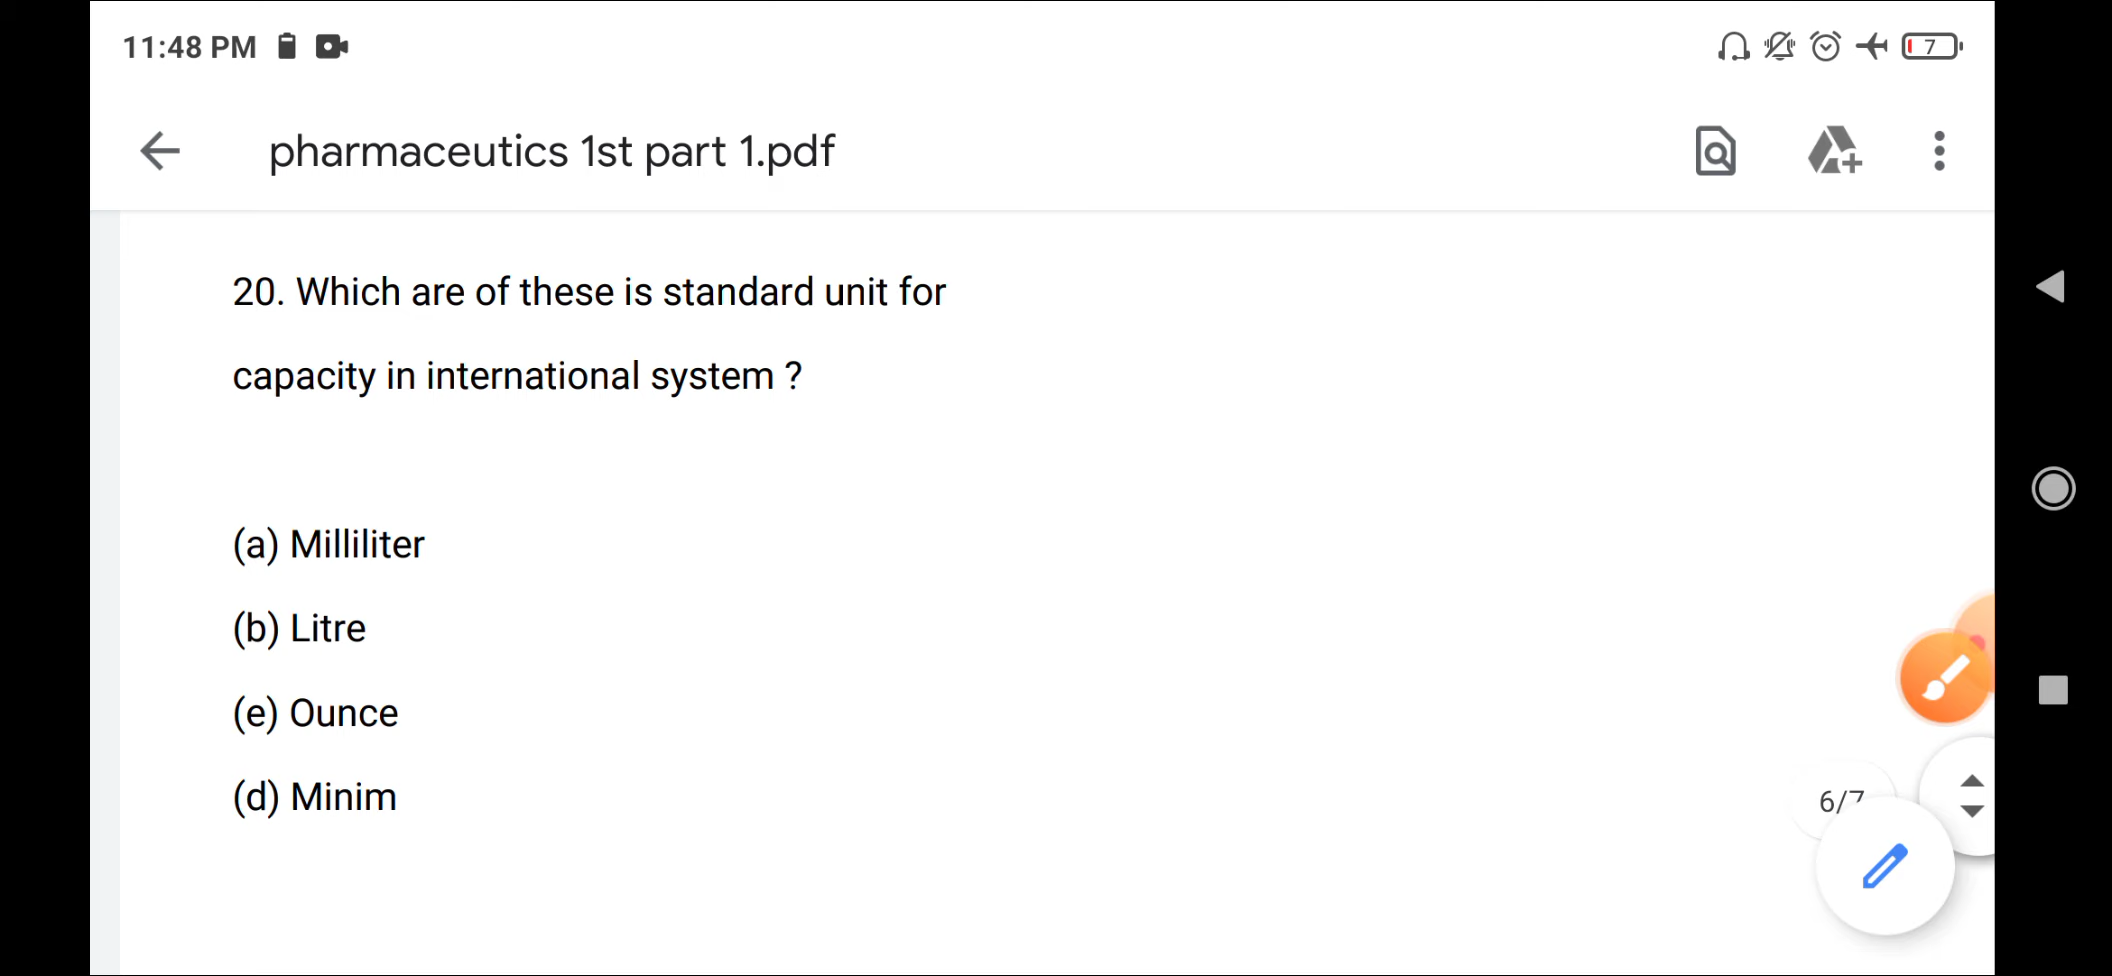 11:48 PM
7
pharmaceutics 1st part 1.pdf
20. Which are of these is standard unit for
capacity in international system ?
(a) Milliliter
(b) Litre
(e) Ounce
(d) Minim
6/7